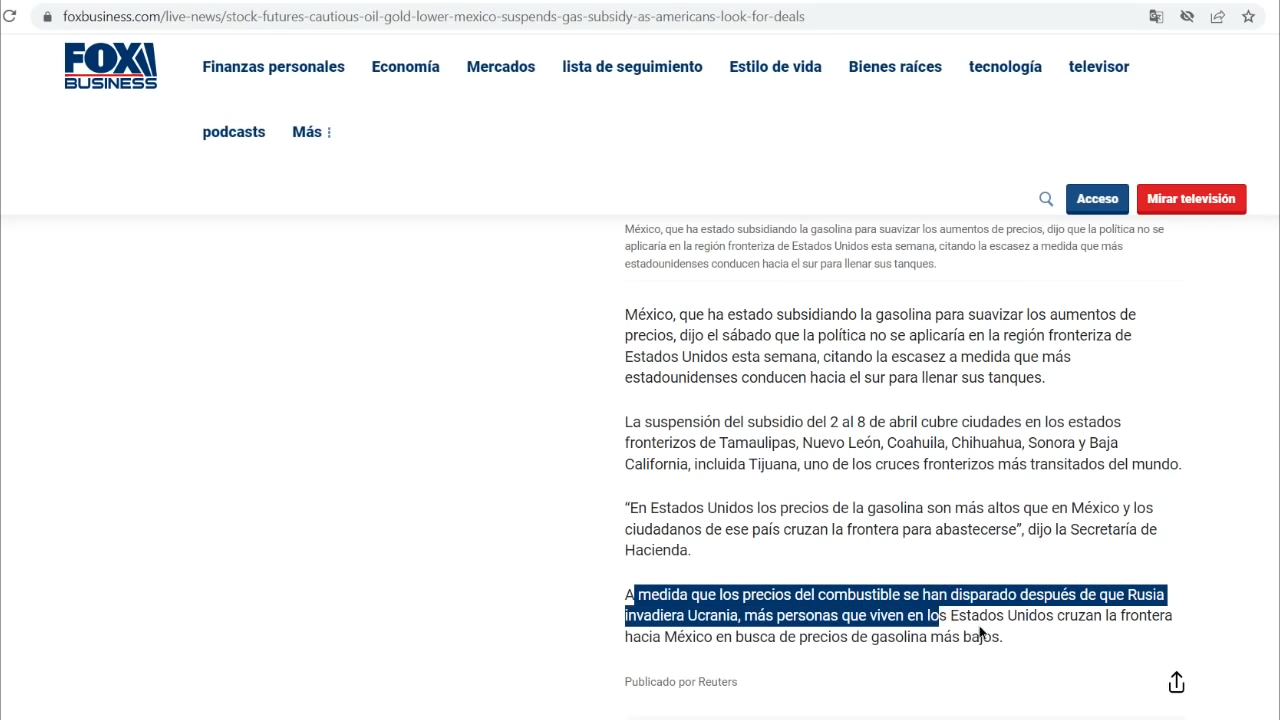 foxbusiness.com/live-news/stock-futures-cautious-oil-gold-lower-mexico-suspends-gas-subsidy-as-americans-look-for-deals
FOX
BUSINESS
Finanzas personales Economía Mercados lista de seguimiento Estilo de vida Bienes raíces tecnología televisor
podcasts Más
Acceso Mirar televisión
México, que ha estado subsidiando la gasolina para suavizar los aumentos de precios, dijo que la política no se
aplicaría en la región fronteriza de Estados Unidos esta semana, citando la escasez a medida que más
estadounidenses conducen hacia el sur para llenar sus tanques.
México, que ha estado subsidiando la gasolina para suavizar los aumentos de
precios, dijo el sábado que la política no se aplicaría en la región fronteriza de
Estados Unidos esta semana, citando la escasez a medida que más
estadounidenses conducen hacia el sur para llenar sus tanques.
La suspensión del subsidio del 2 al 8 de abril cubre ciudades en los estados
fronterizos de Tamaulipas, Nuevo León, Coahuila, Chihuahua, Sonora y Baja
California, incluida Tijuana, uno de los cruces fronterizos más transitados del mundo.
“En Estados Unidos los precios de la gasolina son más altos que en México y los
ciudadanos de ese país cruzan la frontera para abastecerse”, dijo la Secretaría de
Hacienda.
A medida que los precios del combustible se han disparado después de que Rusia
invadiera Ucrania, más personas que viven en los Estados Unidos cruzan la frontera
hacia México en busca de precios de gasolina más bajos.
Publicado por Reuters